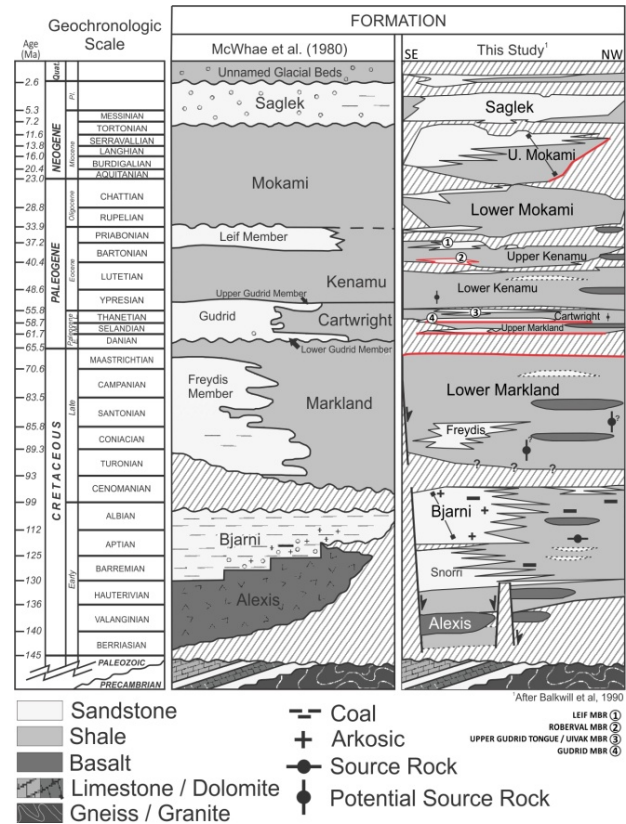 Geochronologic
Scale
FORMATION
McWhae et al. (1980)
This Study¹
SE
NW
Age
(Ma)
Quat.
2.6
Pl.
5.3
MESSINIAN
7.2
TORTONIAN
11.6
SERRAVALLIAN
13.8
LANGHIAN
16.0
BURDIGALIAN
20.4
AQUITANIAN
23.0
NEOGENE
Miocene
CHATTIAN
28.8
RUPELIAN
33.9
Oligocene
PRIABONIAN
37.2
BARTONIAN
40.4
LUTETIAN
48.6
YPRESIAN
55.8
Eocene
PALEOGENE
THANETIAN
58.7
SELANDIAN
61.7
DANIAN
65.5
MAASTRICHTIAN
70.6
CAMPANIAN
83.5
SANTONIAN
85.8
CONIACIAN
89.3
TURONIAN
93
CENOMANIAN
99
Late
CRETACEOUS
ALBIAN
112
APTIAN
125
BARREMIAN
130
HAUTERIVIAN
136
VALANGINIAN
140
BERRIASIAN
145
Early
PALEOZOIC
PRECAMBRIAN
Unnamed Glacial Beds
Saglek
Mokami
Leif Member
Kenamu
Upper Gudrid Member
Gudrid
Cartwright
Lower Gudrid Member
Freydis
Member
Markland
Bjarni
Alexis
Saglek
U. Mokami
Lower Mokami
1
2
Upper Kenamu
Lower Kenamu
3
4
Cartwright
Upper Markland
Lower Markland
Freydis
?
?
? ? ? ?
Bjarni
Snorri
Alexis
¹After Balkwill et al, 1990
Sandstone
Shale
Basalt
Limestone / Dolomite
Gneiss / Granite
Coal
Arkosic
Source Rock
Potential Source Rock
LEIF MBR 1
ROBERVAL MBR 2
UPPER GUDRID TONGUE / UIVAK MBR 3
GUDRID MBR 4